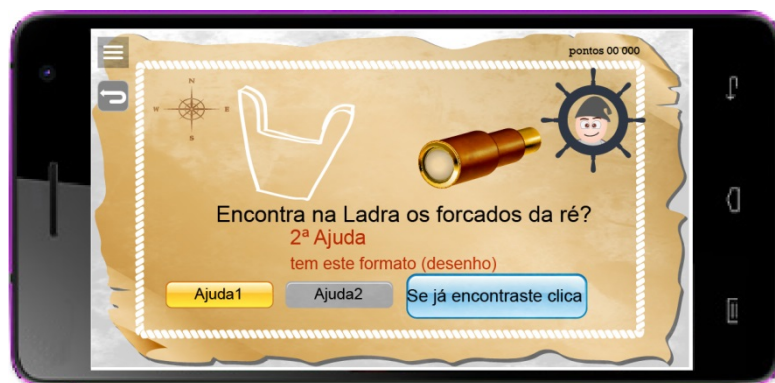 pontos 00 000
N
W E
S
Encontra na Ladra os forcados da ré?
2ª Ajuda
tem este formato (desenho)
Ajuda1 Ajuda2 Se já encontraste clica